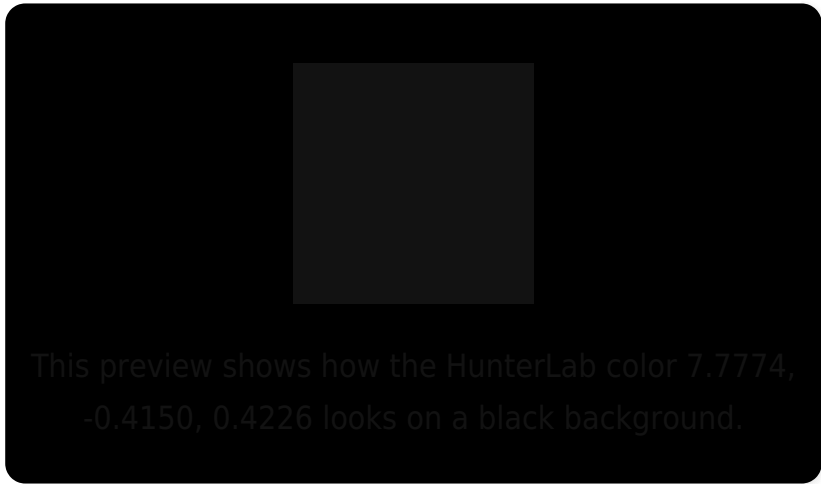 This preview shows how the HunterLab color 7.7774,
-0.4150, 0.4226 looks on a black background.